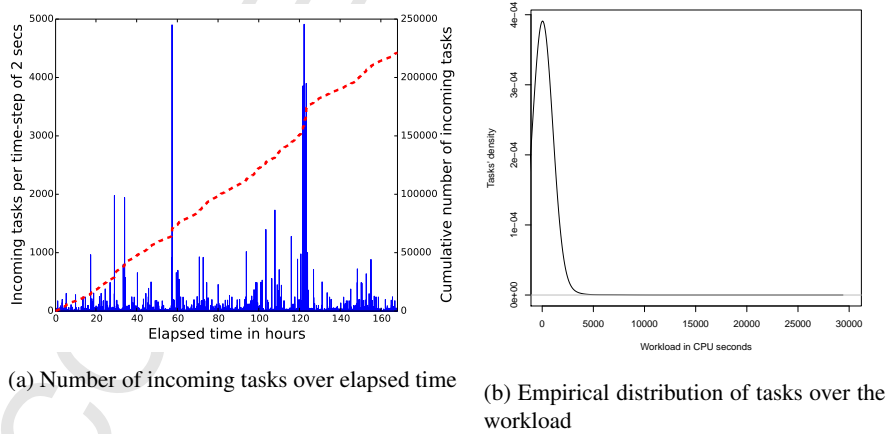 5000
4000
3000
2000
1000
0
250000
200000
150000
100000
50000
0
0 20 40 60 80 100 120 140 160
Incoming tasks per time-step of 2 secs
Cumulative number of incoming tasks
Elapsed time in hours
(a) Number of incoming tasks over elapsed time
4e−04
3e−04
2e−04
1e−04
0e+00
Tasks' density
0 5000 10000 15000 20000 25000 30000
Workload in CPU seconds
(b) Empirical distribution of tasks over the
workload